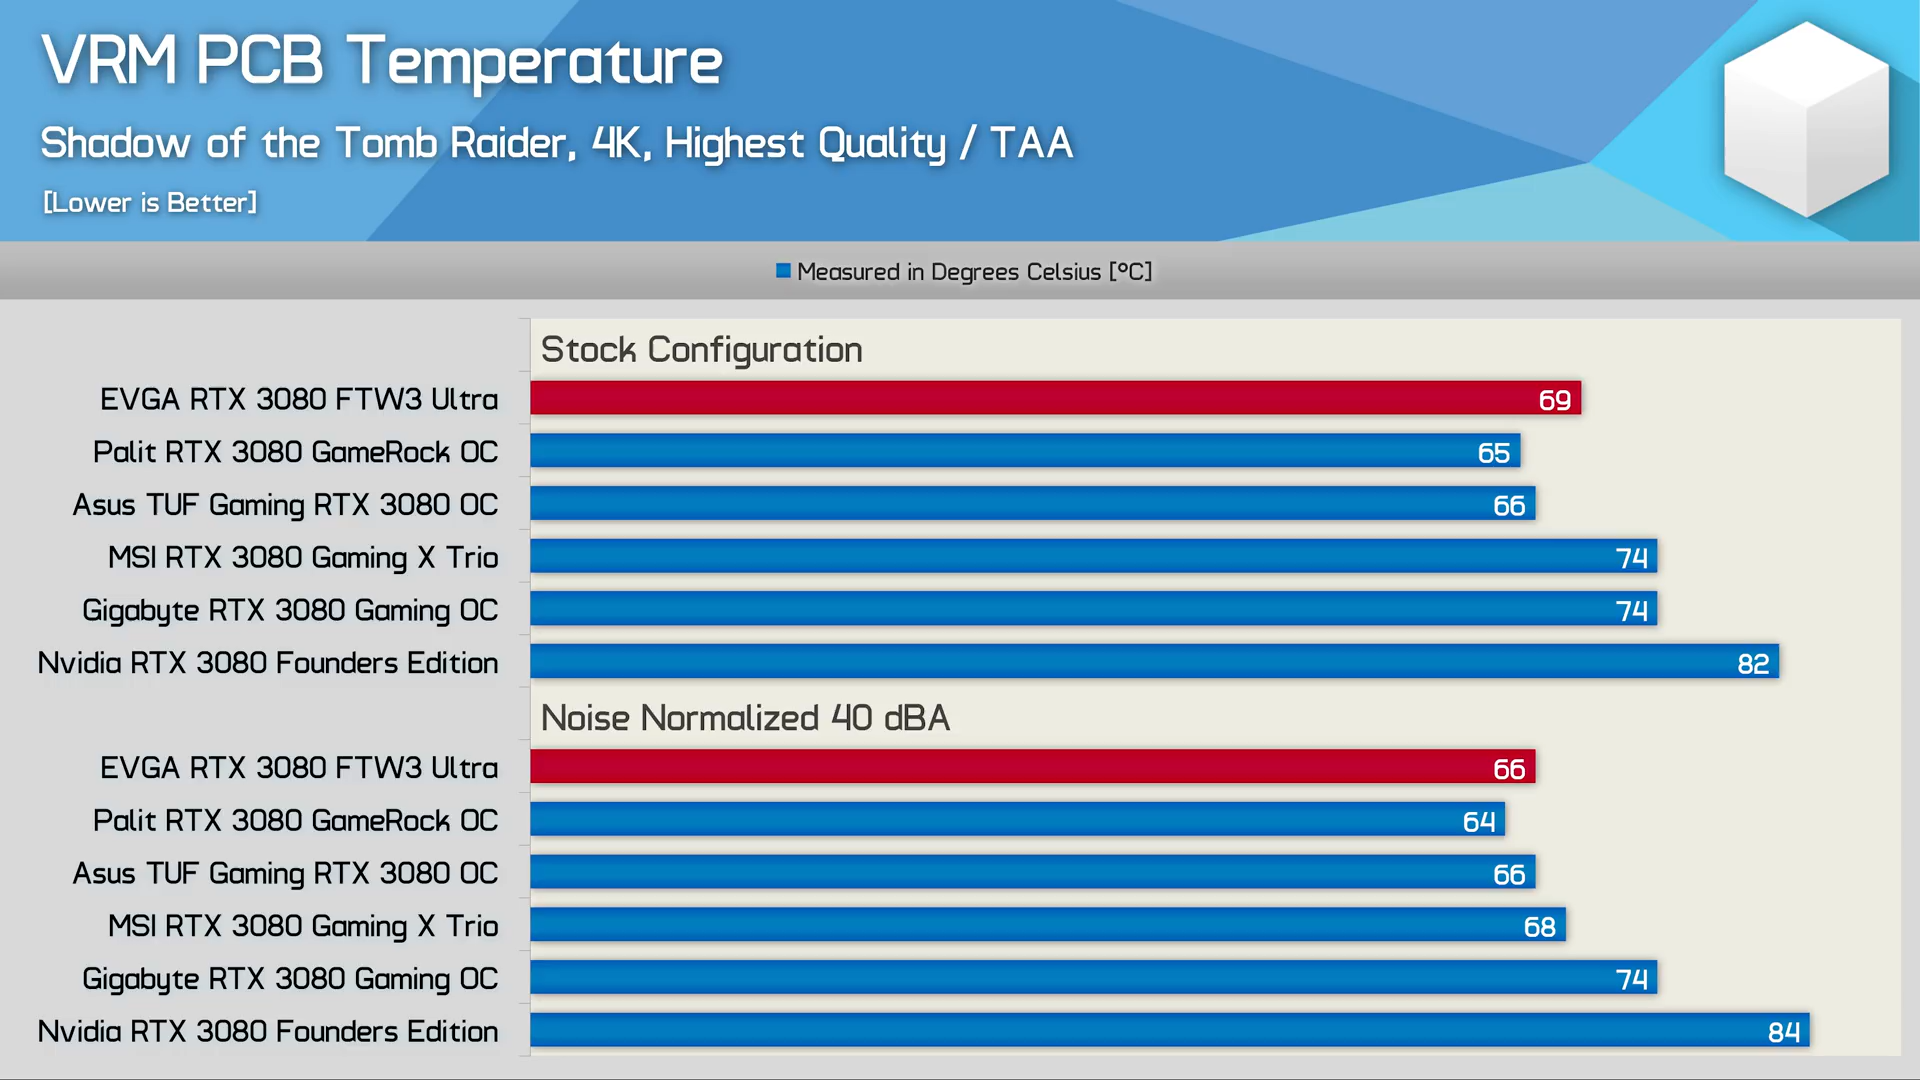 VRM PCB Temperature
Shadow of the Tomb Raider, 4K, Highest Quality / TAA
[Lower is Better]
Measured in Degrees Celsius [°C]
Stock Configuration
EVGA RTX 3080 FTW3 Ultra 69
Palit RTX 3080 GameRock OC 65
Asus TUF Gaming RTX 3080 OC 66
MSI RTX 3080 Gaming X Trio 74
Gigabyte RTX 3080 Gaming OC 74
Nvidia RTX 3080 Founders Edition 82
Noise Normalized 40 dBA
EVGA RTX 3080 FTW3 Ultra 66
Palit RTX 3080 GameRock OC 64
Asus TUF Gaming RTX 3080 OC 66
MSI RTX 3080 Gaming X Trio 68
Gigabyte RTX 3080 Gaming OC 74
Nvidia RTX 3080 Founders Edition 84